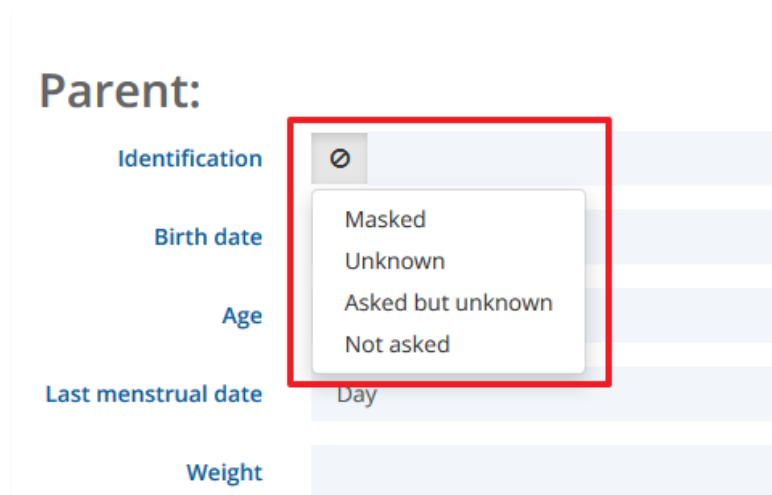 Parent:
Identification
Masked
Birth date
Unknown
Asked but unknown
Age
Not asked
Last menstrual date Day
Weight